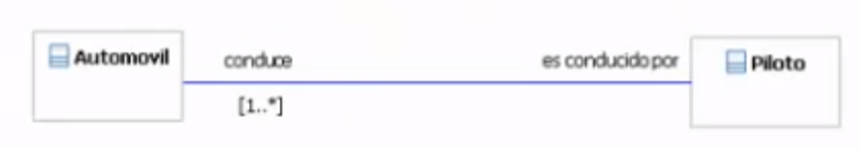 Automovil
conduce
es conducido por
Piloto
[1..*]